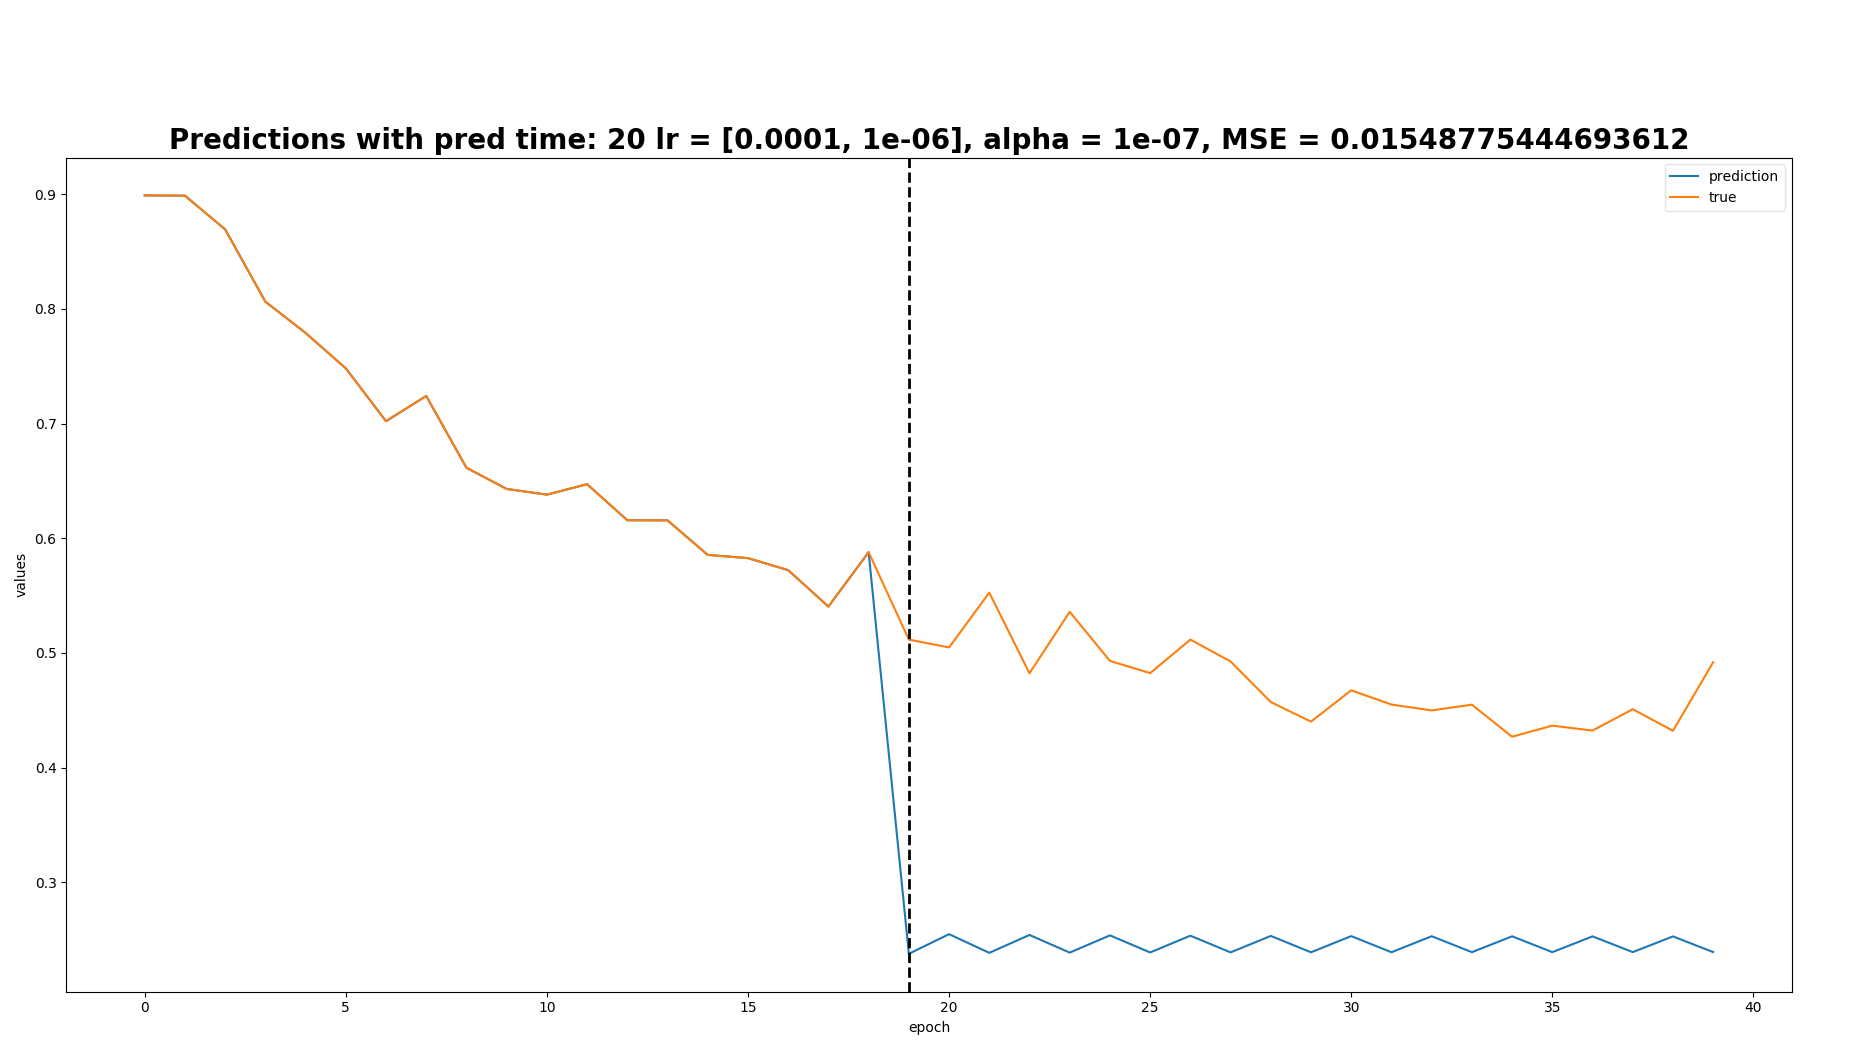 Predictions with pred time: 20 lr = [0.0001, 1e-06], alpha = 1e-07, MSE = 0.01548775444693612
prediction
true
0.9
0.8
0.7
0.6
0.5
0.4
0.3
values
0 5 10 15 20 25 30 35 40
epoch